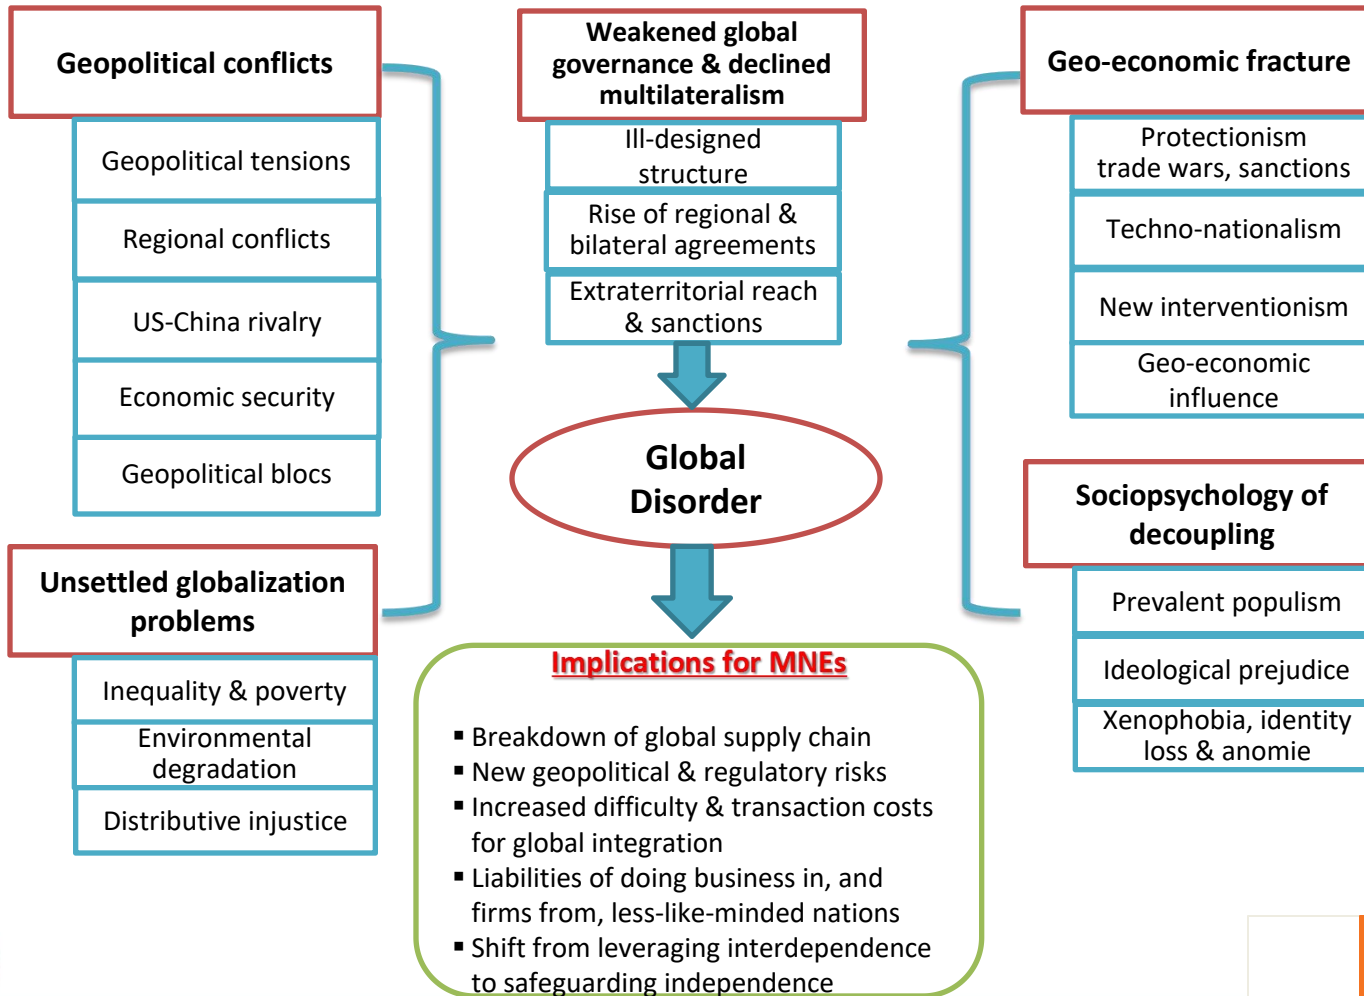 Geopolitical conflicts
Geopolitical tensions
Regional conflicts
US-China rivalry
Economic security
Geopolitical blocs
Unsettled globalization
problems
Inequality & poverty
Environmental
degradation
Distributive injustice
Weakened global
governance & declined
multilateralism
Ill-designed
structure
Rise of regional &
bilateral agreements
Extraterritorial reach
& sanctions
Global
Disorder
Implications for MNEs
▪ Breakdown of global supply chain
▪ New geopolitical & regulatory risks
▪ Increased difficulty & transaction costs
for global integration
▪ Liabilities of doing business in, and
firms from, less-like-minded nations
▪ Shift from leveraging interdependence
to safeguarding independence
Geo-economic fracture
Protectionism
trade wars, sanctions
Techno-nationalism
New interventionism
Geo-economic
influence
Sociopsychology of
decoupling
Prevalent populism
Ideological prejudice
Xenophobia, identity
loss & anomie